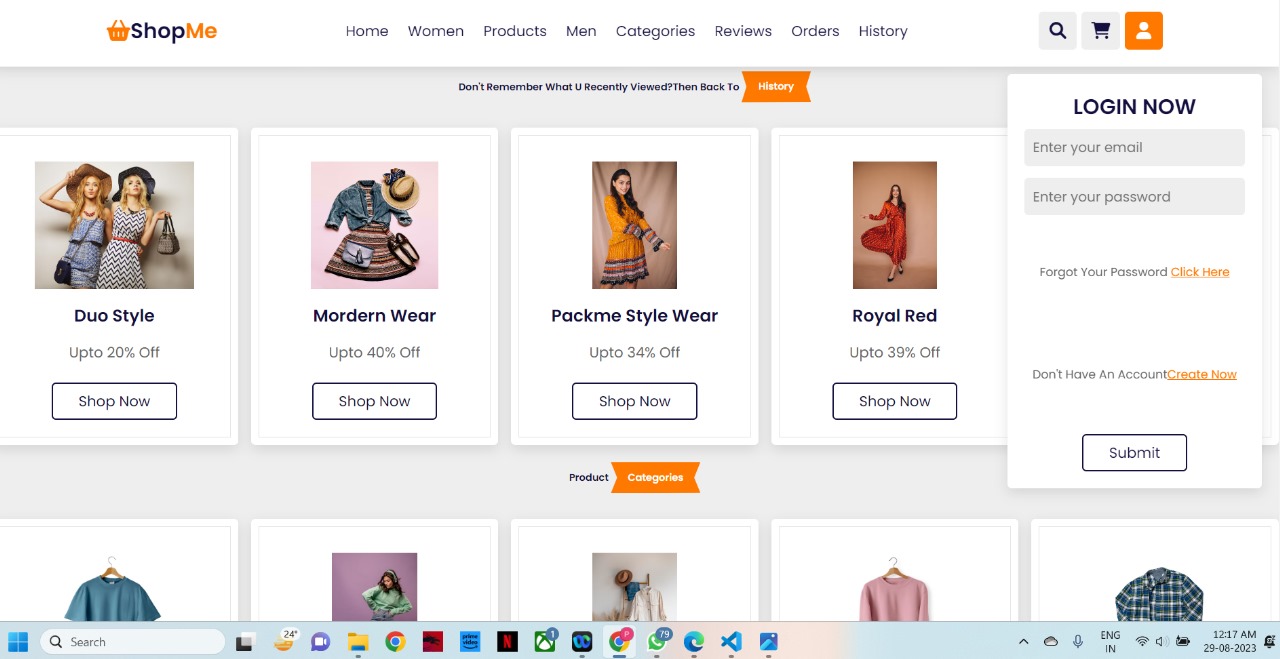 ShopMe
Home Women Products Men Categories Reviews Orders History
Don't Remember What U Recently Viewed?Then Back To History
LOGIN NOW
Enter your email
Enter your password
Forgot Your Password Click Here
Don't Have An AccountCreate Now
Submit
Duo Style
Upto 20% Off
Shop Now
Mordern Wear
Upto 40% Off
Shop Now
Packme Style Wear
Upto 34% Off
Shop Now
Royal Red
Upto 39% Off
Shop Now
Product Categories
Search
24°
prime video
N
1
P
79
ENG
IN
12:17 AM
29-08-2023